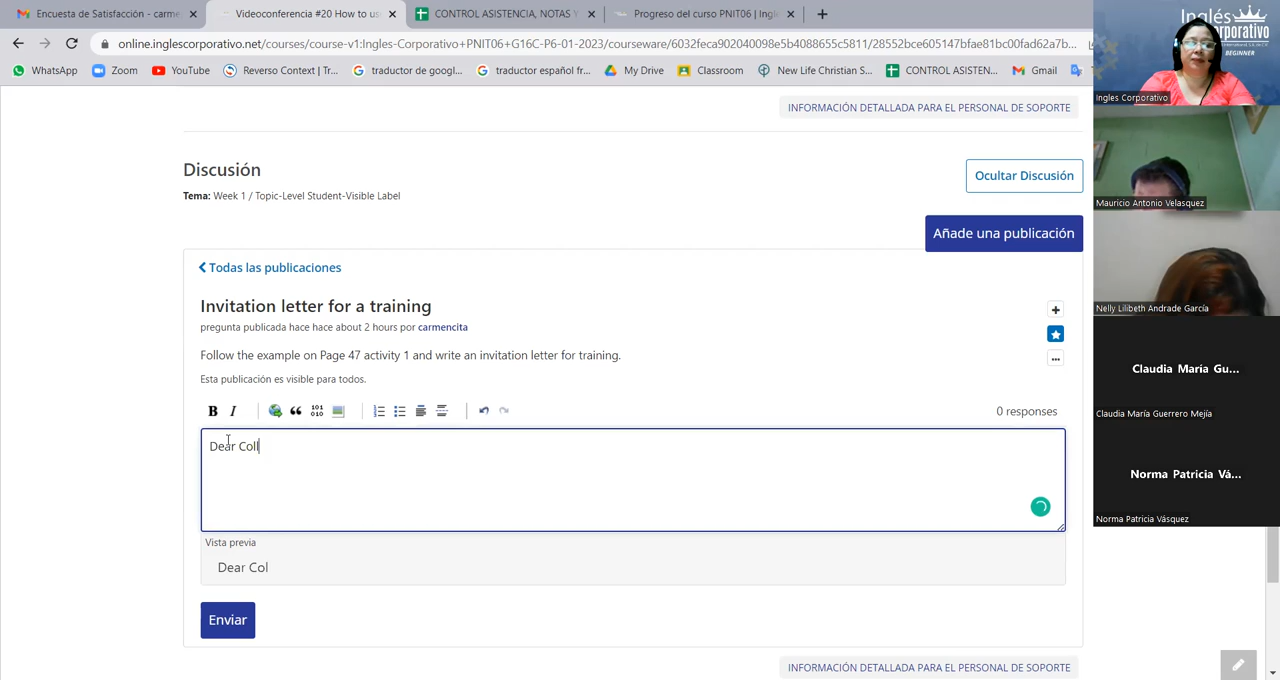 Encuesta de Satisfacción - carme
Videoconferencia #20 How to us
CONTROL ASISTENCIA, NOTAS Y
Progreso del curso PNIT06 | Ingl
online.inglescorporativo.net/courses/course-v1:Ingles-Corporativo+PNIT06+G16C-P6-01-2023/courseware/6032feca902040098e5b4088655c5811/28552bce605147bfae81bc00fad62a7b...
WhatsApp
Zoom
YouTube
Reverso Context | Tr...
traductor de googl...
traductor español fr...
My Drive
Classroom
New Life Christian S...
CONTROL ASISTEN...
Gmail
INFORMACIÓN DETALLADA PARA EL PERSONAL DE SOPORTE
Discusión
Ocultar Discusión
Tema: Week 1 / Topic-Level Student-Visible Label
Añade una publicación
Todas las publicaciones
Invitation letter for a training
pregunta publicada hace hace about 2 hours por carmencita
Follow the example on Page 47 activity 1 and write an invitation letter for training.
Esta publicación es visible para todos.
B I
101
010
0 responses
Dear Coll
Vista previa
Dear Col
Enviar
INFORMACIÓN DETALLADA PARA EL PERSONAL DE SOPORTE
Inglés
Corporativo
BEGINNER
Ingles Corporativo
Mauricio Antonio Velasquez
Nelly Lilibeth Andrade García
Claudia María Gu...
Claudia María Guerrero Mejía
Norma Patricia Vá...
Norma Patricia Vásquez